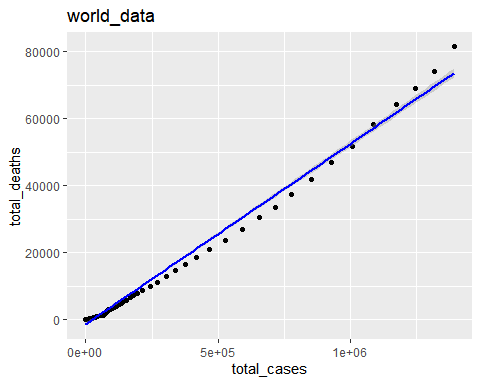 world_data
80000
60000
40000
20000
0
total_deaths
0e+00 5e+05 1e+06
total_cases